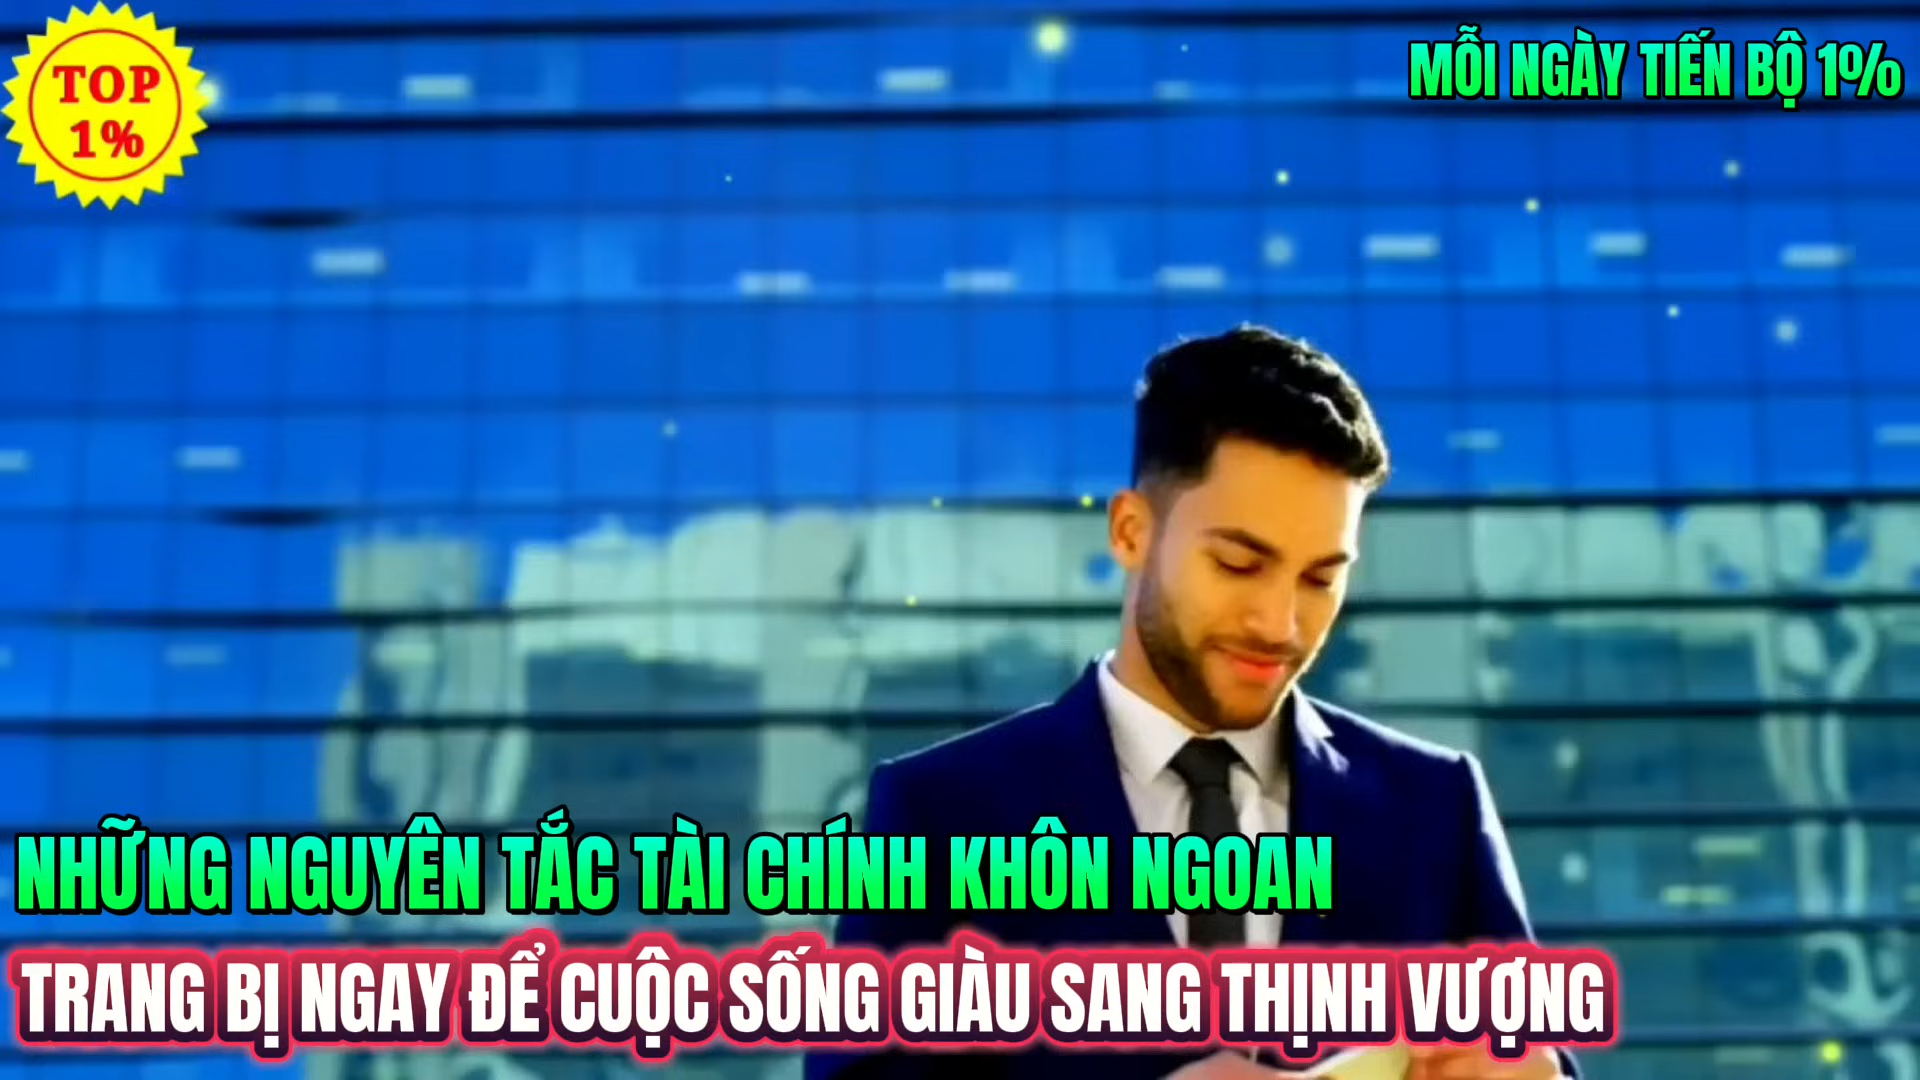 TOP
1%
MỖI NGÀY TIẾN BỘ 1%
NHỮNG NGUYÊN TẮC TÀI CHÍNH KHÔN NGOAN
TRANG BỊ NGAY ĐỂ CUỘC SỐNG GIÀU SANG THỊNH VƯỢNG